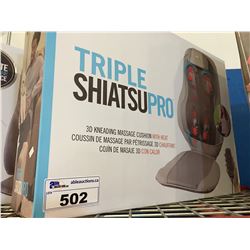 TRIPLE
SHIATSUPRO
3D KNEADING MASSAGE CUSHION WITH HEAT
COUSSIN DE MASSAGE PAR PÉTRISSAGE 3D CHAUFFANT
COJÍN DE MASAJE 3D CON CALOR
ableauctions.ca
LOT
502